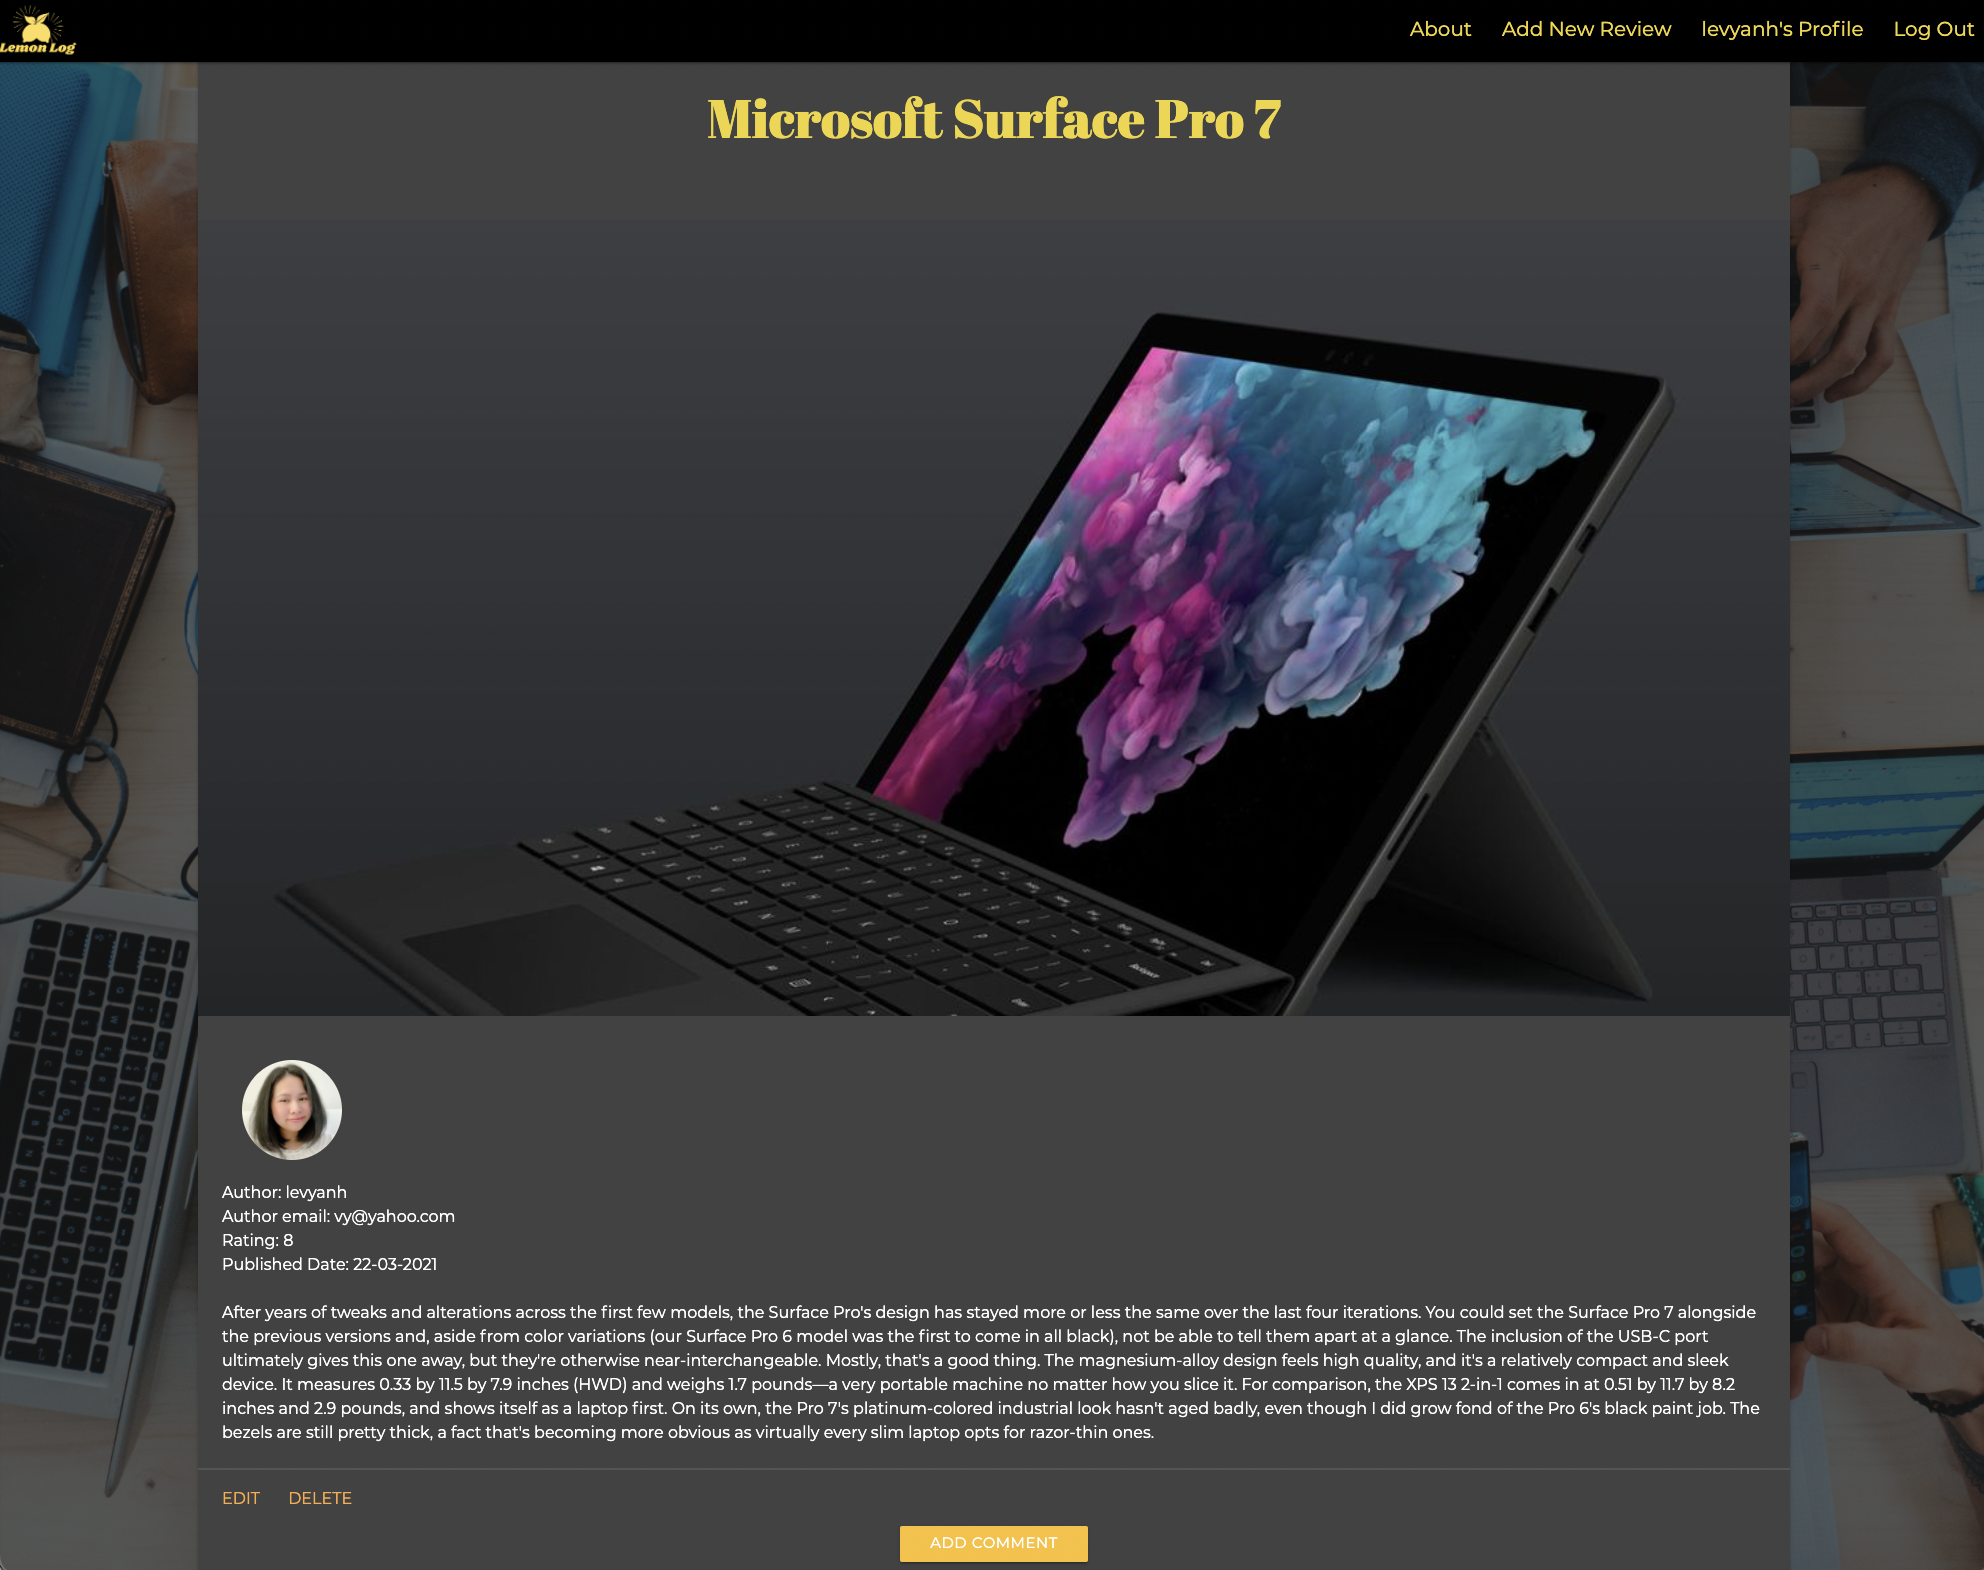 Lemon Log
About Add New Review levyanh's Profile Log Out
Microsoft Surface Pro 7
Backspace
Author: levyanh
Author email: vy@yahoo.com
Rating: 8
Published Date: 22-03-2021
After years of tweaks and alterations across the first few models, the Surface Pro's design has stayed more or less the same over the last four iterations. You could set the Surface Pro 7 alongside
the previous versions and, aside from color variations (our Surface Pro 6 model was the first to come in all black), not be able to tell them apart at a glance. The inclusion of the USB-C port
ultimately gives this one away, but they're otherwise near-interchangeable. Mostly, that's a good thing. The magnesium-alloy design feels high quality, and it's a relatively compact and sleek
device. It measures 0.33 by 11.5 by 7.9 inches (HWD) and weighs 1.7 pounds—a very portable machine no matter how you slice it. For comparison, the XPS 13 2-in-1 comes in at 0.51 by 11.7 by 8.2
inches and 2.9 pounds, and shows itself as a laptop first. On its own, the Pro 7's platinum-colored industrial look hasn't aged badly, even though I did grow fond of the Pro 6's black paint job. The
bezels are still pretty thick, a fact that's becoming more obvious as virtually every slim laptop opts for razor-thin ones.
EDIT DELETE
ADD COMMENT